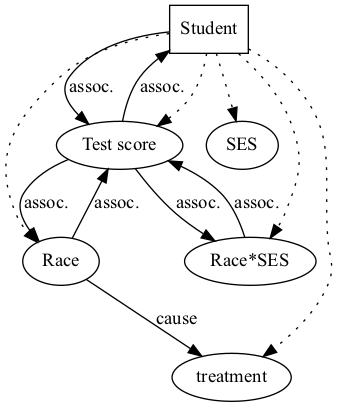 Student
assoc. assoc.
Test score SES
assoc. assoc. assoc. assoc.
Race Race*SES
cause
treatment